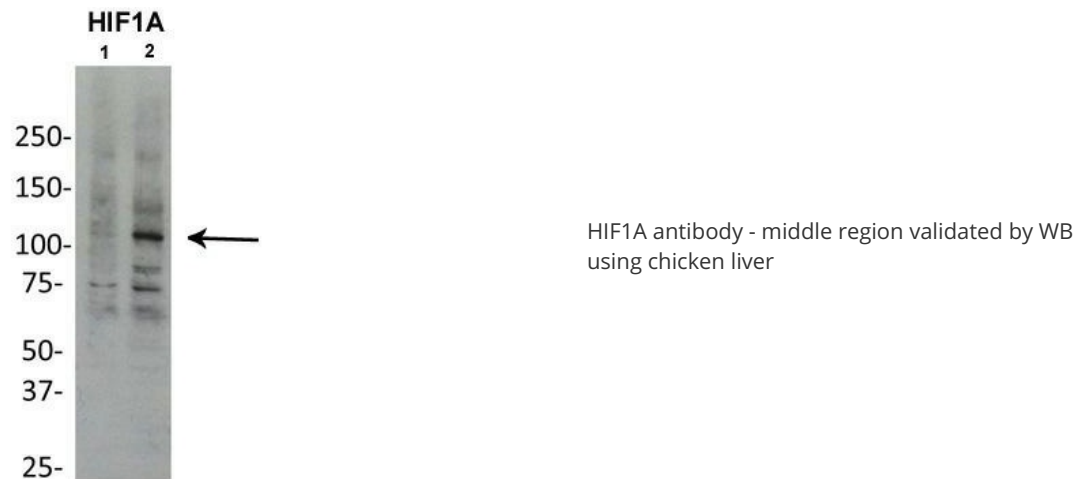 HIF1A
1 2
250-
150-
100-
75-
50-
37-
25-
HIF1A antibody - middle region validated by WB
using chicken liver